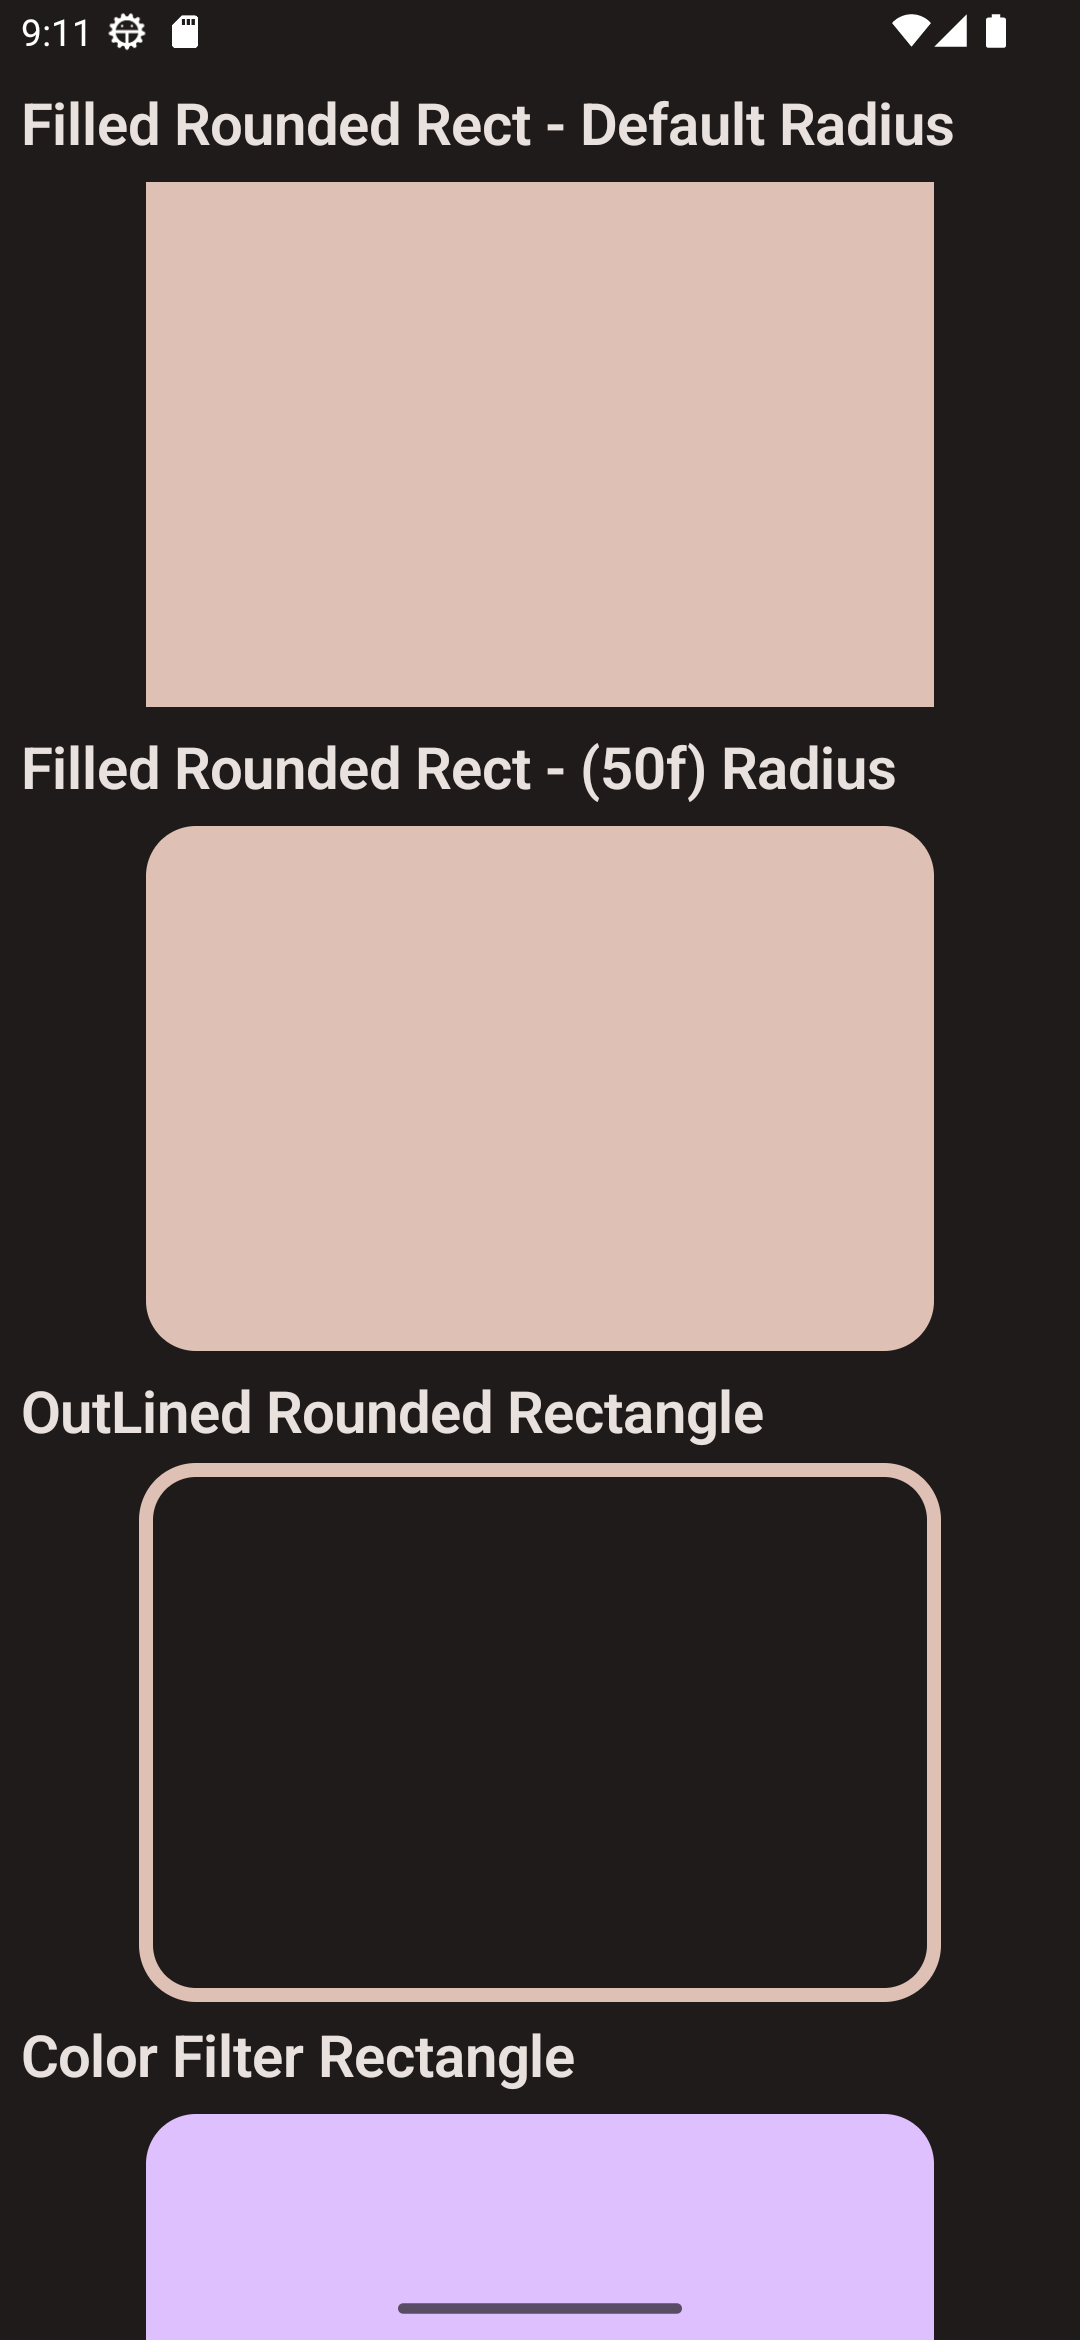 9:11
Filled Rounded Rect - Default Radius
Filled Rounded Rect - (50f) Radius
OutLined Rounded Rectangle
Color Filter Rectangle